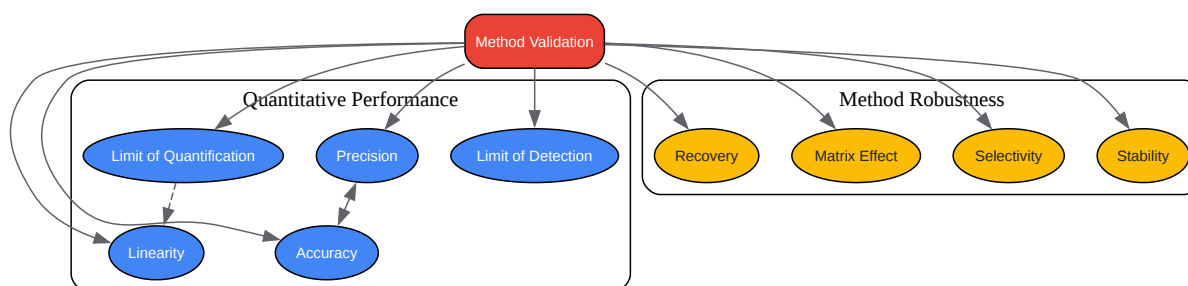 Method Validation
Quantitative Performance
Method Robustness
Limit of Quantification
Precision
Limit of Detection
Recovery
Matrix Effect
Selectivity
Stability
Linearity
Accuracy